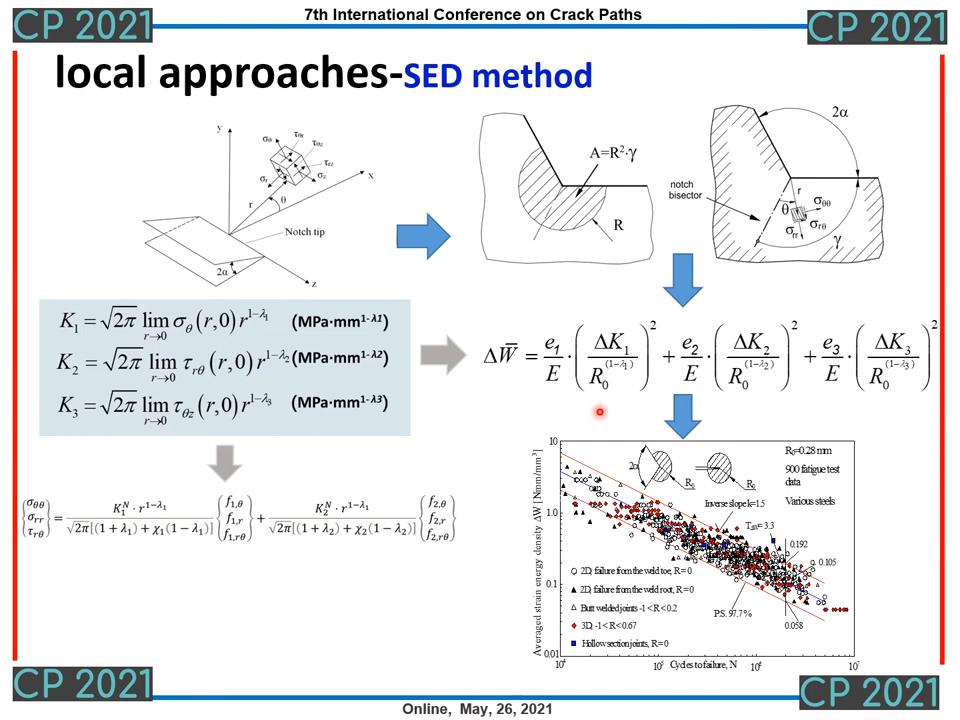 7th International Conference on Crack Paths
CP 2021
CP 2021
local approaches-SED method
y
σθθ
τθr
τθz
τrz
σz
σr
x
r
θ
Notch tip
2α
z
A=R²·γ
R
2α
notch
bisector
r
θ
σθθ
σrθ
σrr
γ
K₁ = √2π lim r→0 σθ (r,0) r^1−λ₁ (MPa·mm^1-λ1)
K₂ = √2π lim r→0 τrθ (r,0) r^1−λ₂ (MPa·mm^1-λ2)
K₃ = √2π lim r→0 τθz (r,0) r^1−λ₃ (MPa·mm^1-λ3)
ΔW̅ = e₁/E · (ΔK₁/R₀^(1−λ₁))² + e₂/E · (ΔK₂/R₀^(1−λ₂))² + e₃/E · (ΔK₃/R₀^(1−λ₃))²
{σθθ σrr τrθ} = K₁ᴺ · r^1−λ₁ / √2π[(1 + λ₁) + χ₁(1 − λ₁)] {f₁,θ f₁,r f₁,rθ} + K₂ᴺ · r^1−λ₂ / √2π[(1 + λ₂) + χ₂(1 − λ₂)] {f₂,θ f₂,r f₂,rθ}
Averaged strain energy density ΔW [Nmm/mm³]
10
1.0
0.1
0.01
2α
R₀
R₀
R₀=0.28 mm
900 fatigue test
data
Various steels
Inverse slope k=1.5
0.192
0.105
0.058
P.S. 97.7 %
2D, failure from the weld toe, R = 0
2D, failure from the weld root, R = 0
Butt welded joints -1 < R < 0.2
3D, -1 < R < 0.67
Hollow section joints, R = 0
10⁴
10⁵
10⁶
10⁷
Cycles to failure, N
CP 2021
CP 2021
Online, May, 26, 2021